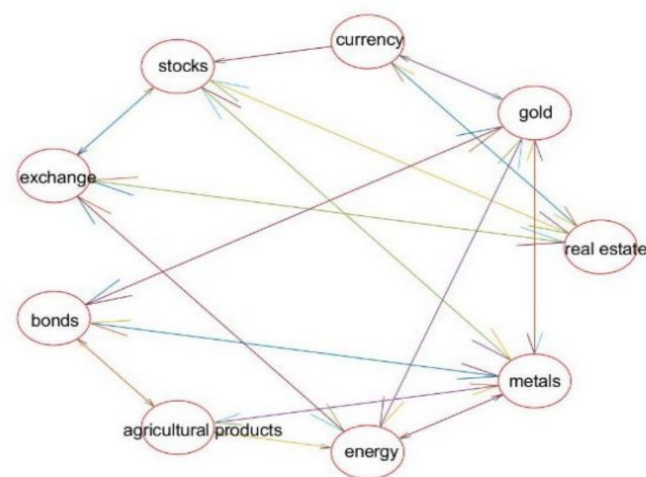 currency
stocks
gold
exchange
real estate
bonds
metals
agricultural products
energy